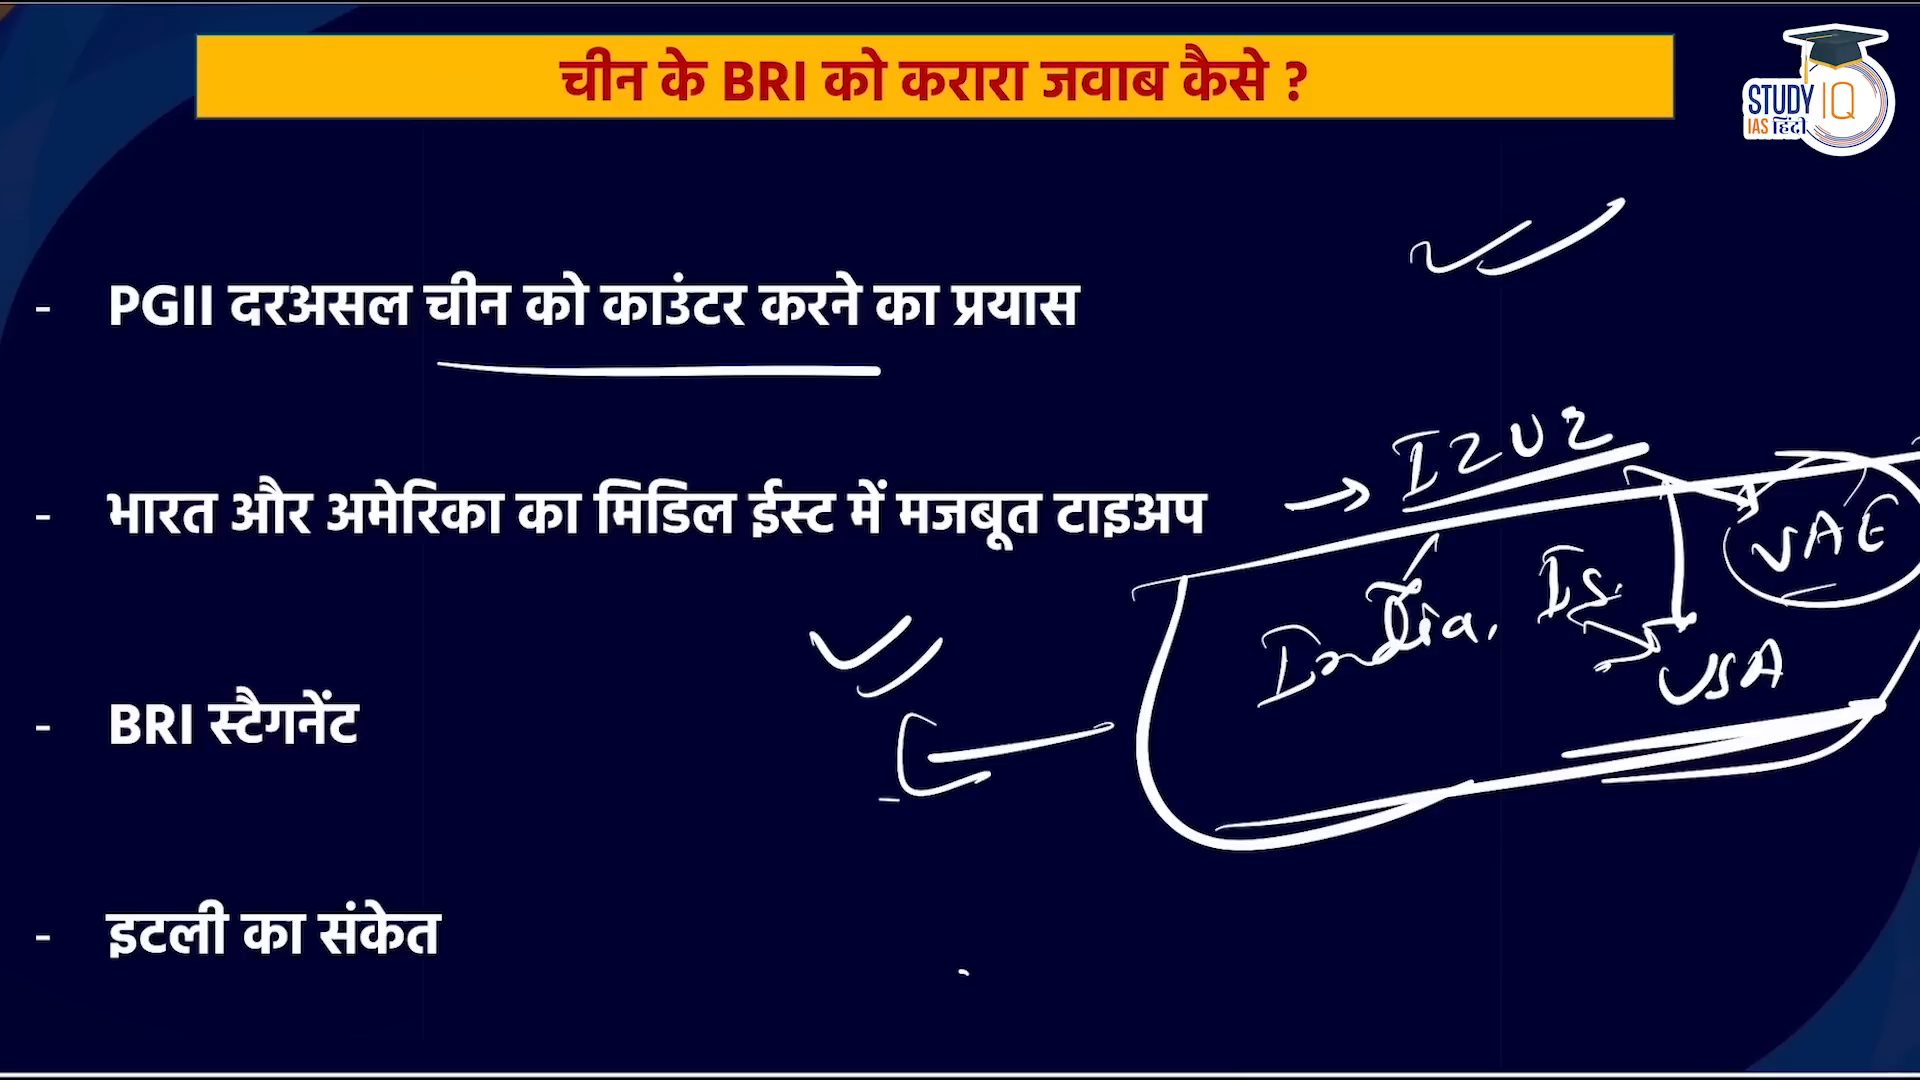 चीन के BRI को करारा जवाब कैसे ?
STUDY IQ
IAS हिंदी
- PGII दरअसल चीन को काउंटर करने का प्रयास
I2U2
- भारत और अमेरिका का मिडिल ईस्ट में मजबूत टाइअप
UAE
India, Is.
USA
- BRI स्टैगनेंट
- इटली का संकेत